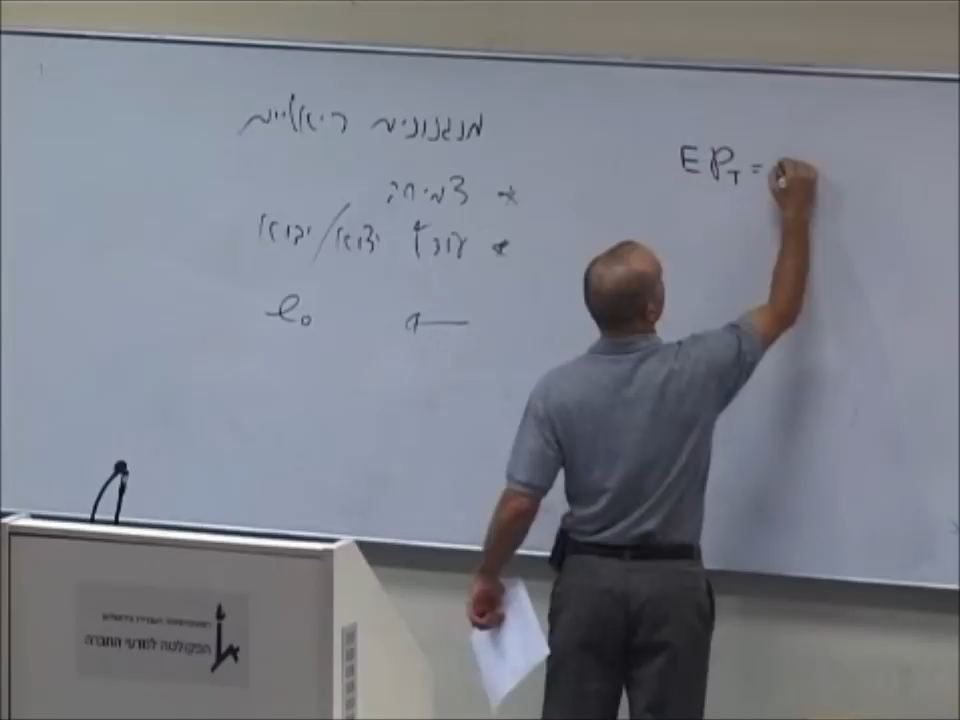 מנגנונים ריאליים
* צמיחה
* עודף יצוא/יבוא
← e₀
EP_T =
האוניברסיטה העברית בירושלים
הפקולטה למדעי החברה